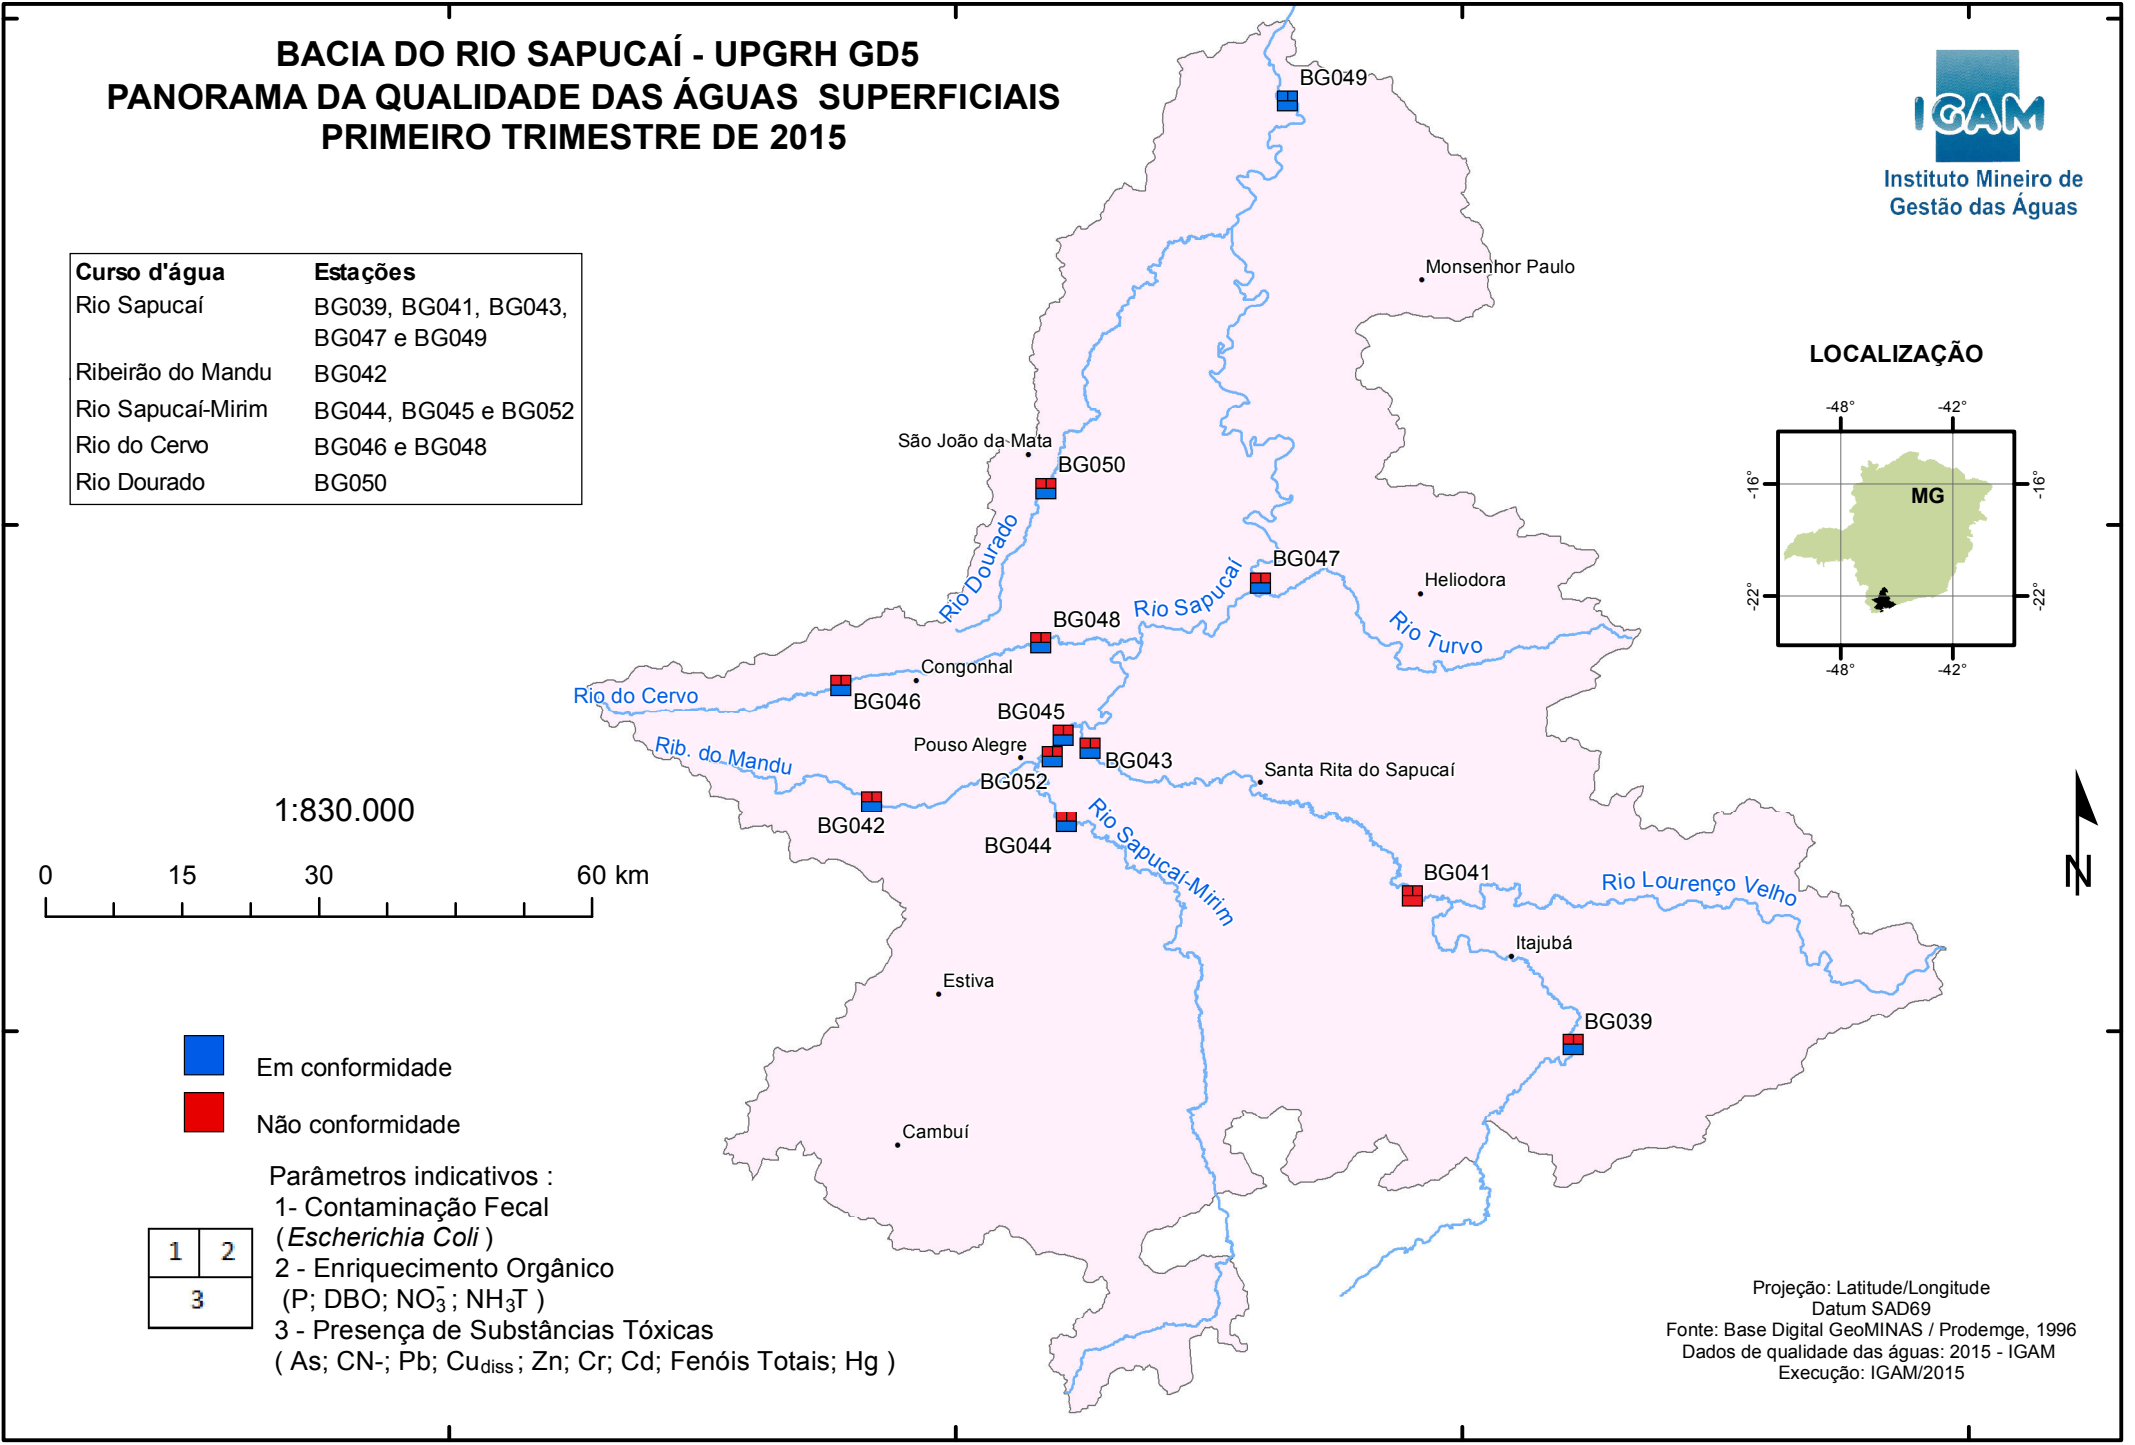 BACIA DO RIO SAPUCAÍ - UPGRH GD5
PANORAMA DA QUALIDADE DAS ÁGUAS SUPERFICIAIS
PRIMEIRO TRIMESTRE DE 2015
IGAM
Instituto Mineiro de
Gestão das Águas
Curso d'água Estações
Rio Sapucaí BG039, BG041, BG043,
BG047 e BG049
Ribeirão do Mandu BG042
Rio Sapucaí-Mirim BG044, BG045 e BG052
Rio do Cervo BG046 e BG048
Rio Dourado BG050
BG049
Monsenhor Paulo
São João da Mata
BG050
Rio Dourado
BG047
Rio Sapucaí
Heliodora
Rio Turvo
BG048
Congonhal
Rio do Cervo
BG046
BG045
Rib. do Mandu
Pouso Alegre
BG043
BG052
Santa Rita do Sapucaí
BG042
BG044
Rio Sapucaí-Mirim
BG041
Rio Lourenço Velho
Itajubá
Estiva
BG039
Cambuí
LOCALIZAÇÃO
-48° -42°
-16° -16°
MG
-22° -22°
-48° -42°
N
1:830.000
0 15 30 60 km
Em conformidade
Não conformidade
Parâmetros indicativos :
1- Contaminação Fecal
( Escherichia Coli )
2 - Enriquecimento Orgânico
(P; DBO; NO3-; NH3T )
3 - Presença de Substâncias Tóxicas
( As; CN-; Pb; Cudiss; Zn; Cr; Cd; Fenóis Totais; Hg )
1 2
3
Projeção: Latitude/Longitude
Datum SAD69
Fonte: Base Digital GeoMINAS / Prodemge, 1996
Dados de qualidade das águas: 2015 - IGAM
Execução: IGAM/2015